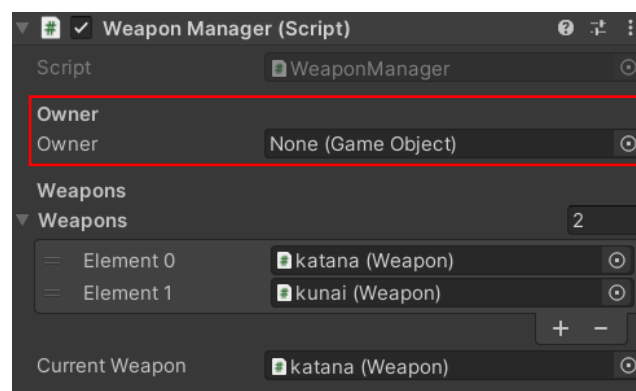 Weapon Manager (Script)
Script WeaponManager
Owner
Owner None (Game Object)
Weapons
Weapons 2
Element 0 katana (Weapon)
Element 1 kunai (Weapon)
+ −
Current Weapon katana (Weapon)